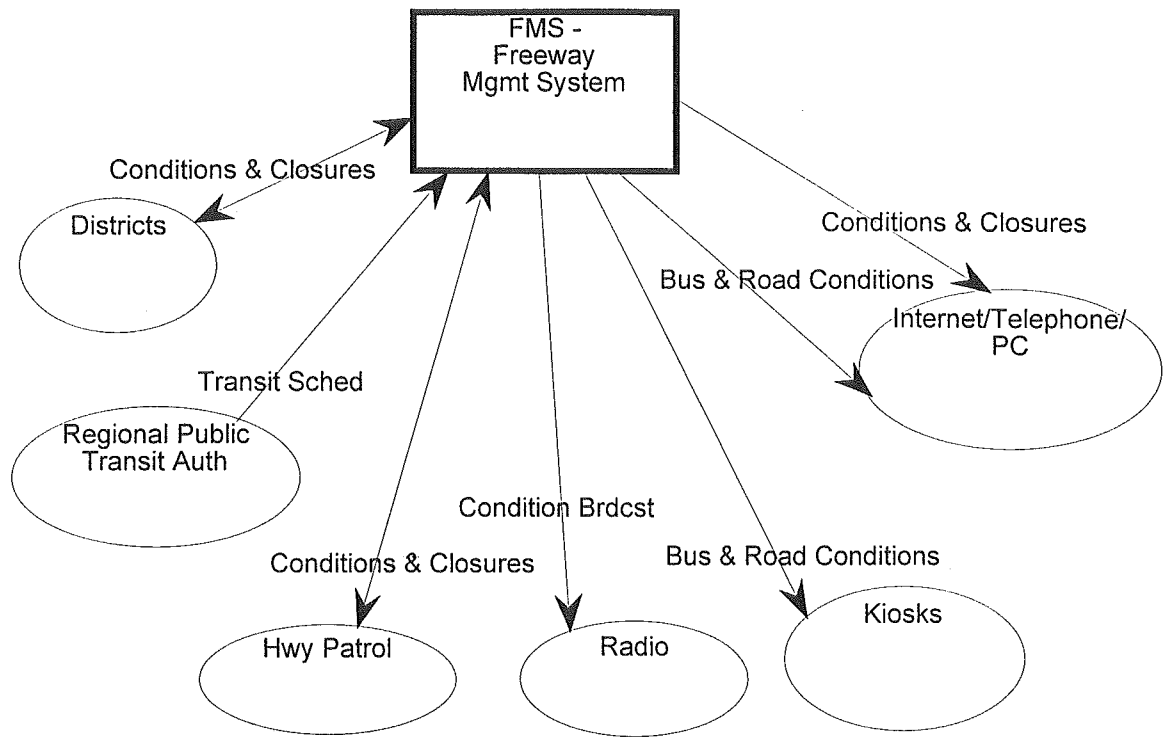 FMS -
Freeway
Mgmt System
Conditions & Closures
Districts
Conditions & Closures
Bus & Road Conditions
Internet/Telephone/
PC
Transit Sched
Regional Public
Transit Auth
Condition Brdcst
Conditions & Closures
Bus & Road Conditions
Hwy Patrol
Radio
Kiosks